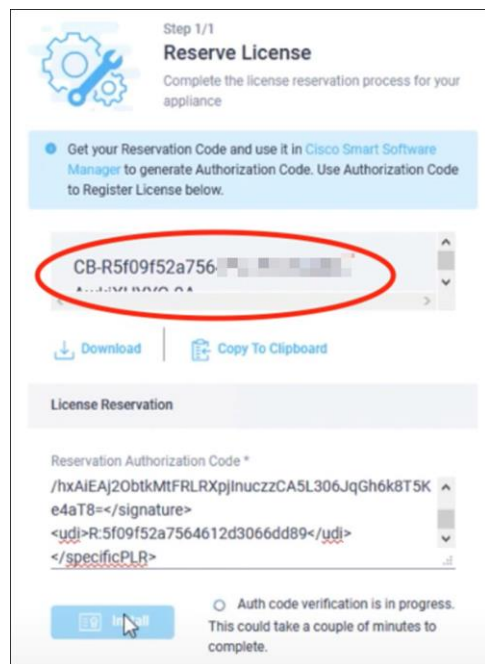 Step 1/1
Reserve License
Complete the license reservation process for your
appliance
Get your Reservation Code and use it in Cisco Smart Software
Manager to generate Authorization Code. Use Authorization Code
to Register License below.
CB-R5f09f52a756
Download
Copy To Clipboard
License Reservation
Reservation Authorization Code *
/hxAiEAj2ObtkMtFRLRXpjInuczzCA5L306JqGh6k8T5K
e4aT8=</signature>
<udi>R:5f09f52a7564612d3066dd89</udi>
</specificPLR>
Auth code verification is in progress.
This could take a couple of minutes to
complete.